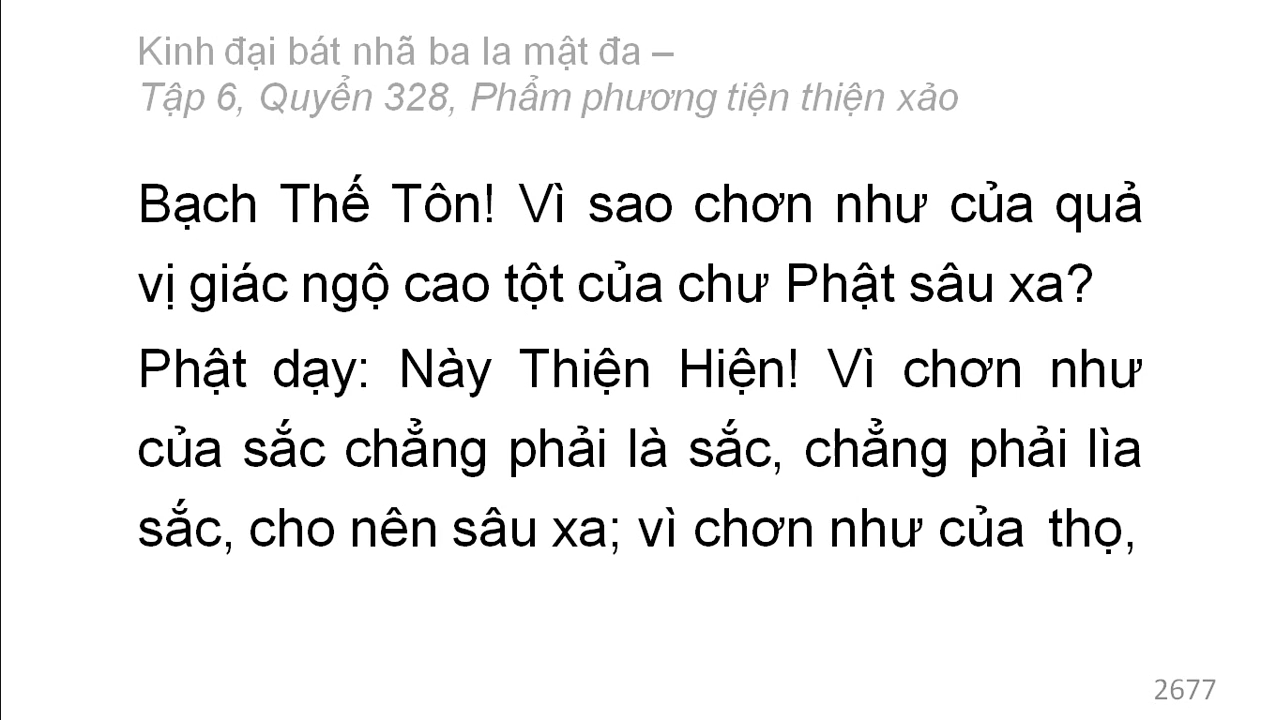 Kinh đại bát nhã ba la mật đa –
Tập 6, Quyển 328, Phẩm phương tiện thiện xảo
Bạch Thế Tôn! Vì sao chơn như của quả
vị giác ngộ cao tột của chư Phật sâu xa?
Phật dạy: Này Thiện Hiện! Vì chơn như
của sắc chẳng phải là sắc, chẳng phải lìa
sắc, cho nên sâu xa; vì chơn như của thọ,
2677